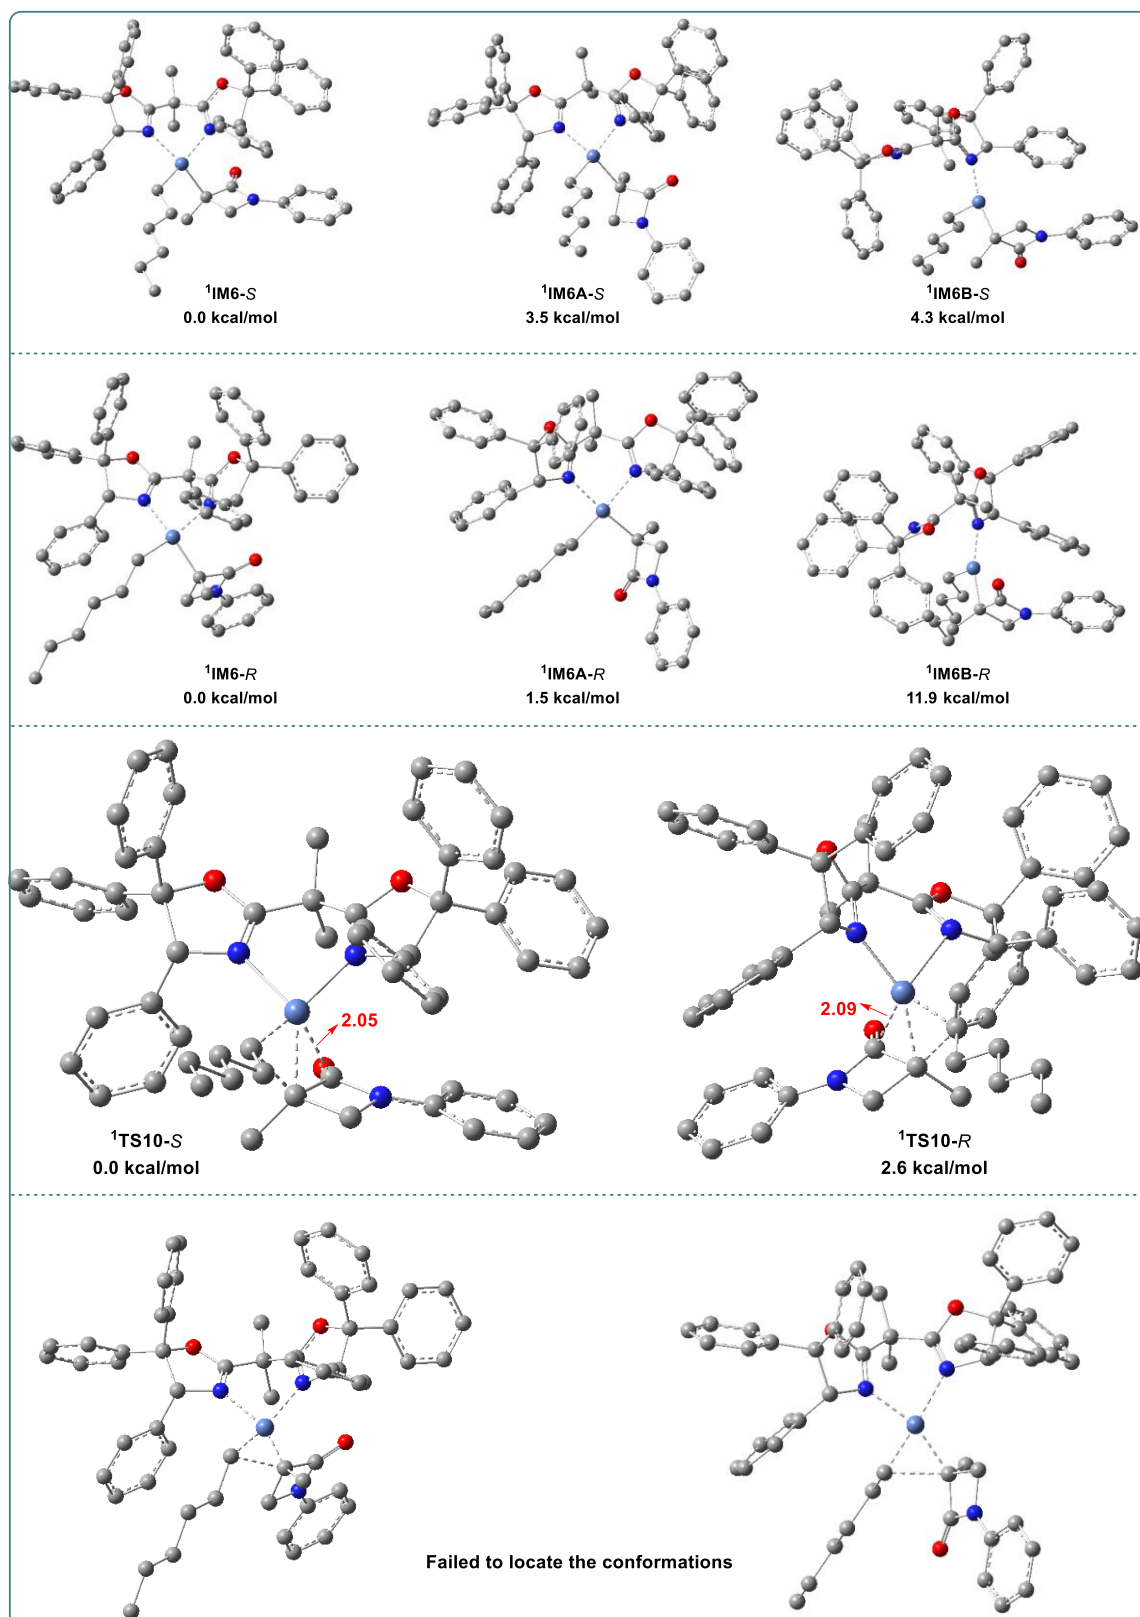 ¹IM6-S
0.0 kcal/mol
¹IM6A-S
3.5 kcal/mol
¹IM6B-S
4.3 kcal/mol
¹IM6-R
0.0 kcal/mol
¹IM6A-R
1.5 kcal/mol
¹IM6B-R
11.9 kcal/mol
2.05
¹TS10-S
0.0 kcal/mol
2.09
¹TS10-R
2.6 kcal/mol
Failed to locate the conformations